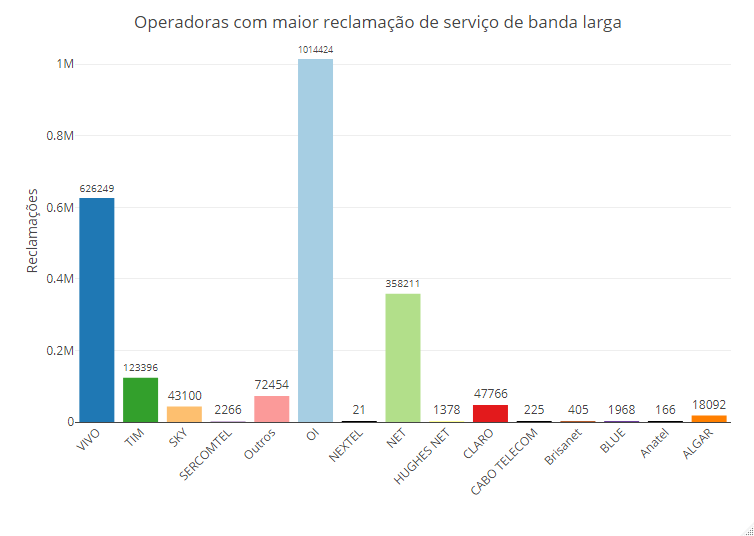 Operadoras com maior reclamação de serviço de banda larga
Reclamações
1M
0.8M
0.6M
0.4M
0.2M
0
626249
123396
43100
2266
72454
1014424
21
358211
1378
47766
225
405
1968
166
18092
VIVO
TIM
SKY
SERCOMTEL
Outros
OI
NEXTEL
NET
HUGHES NET
CLARO
CABO TELECOM
Brisanet
BLUE
Anatel
ALGAR